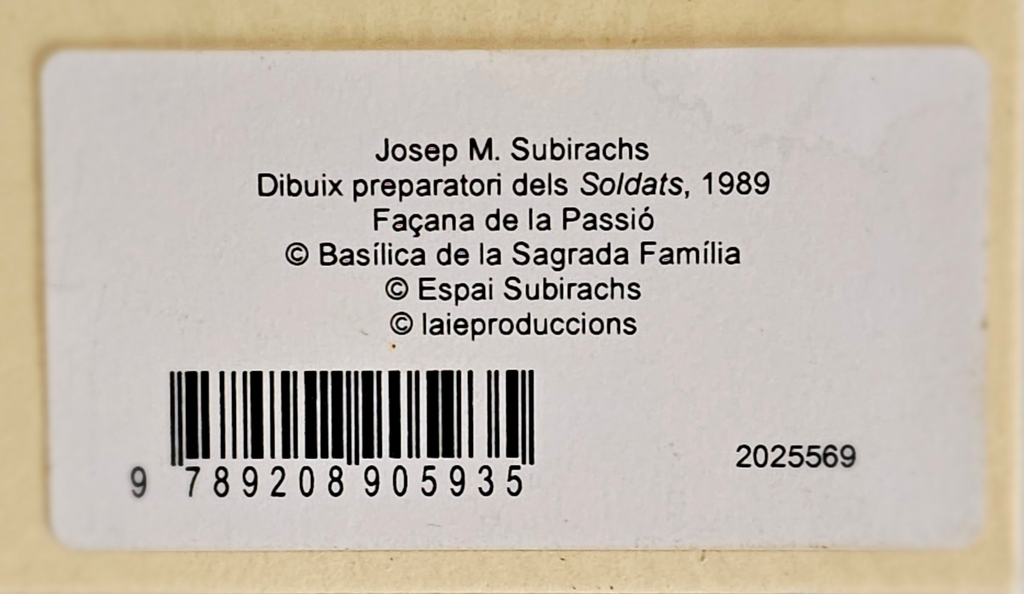 Josep M. Subirachs
Dibuix preparatori dels Soldats, 1989
Façana de la Passió
© Basílica de la Sagrada Família
© Espai Subirachs
© laieproduccions
9 789208 905935
2025569